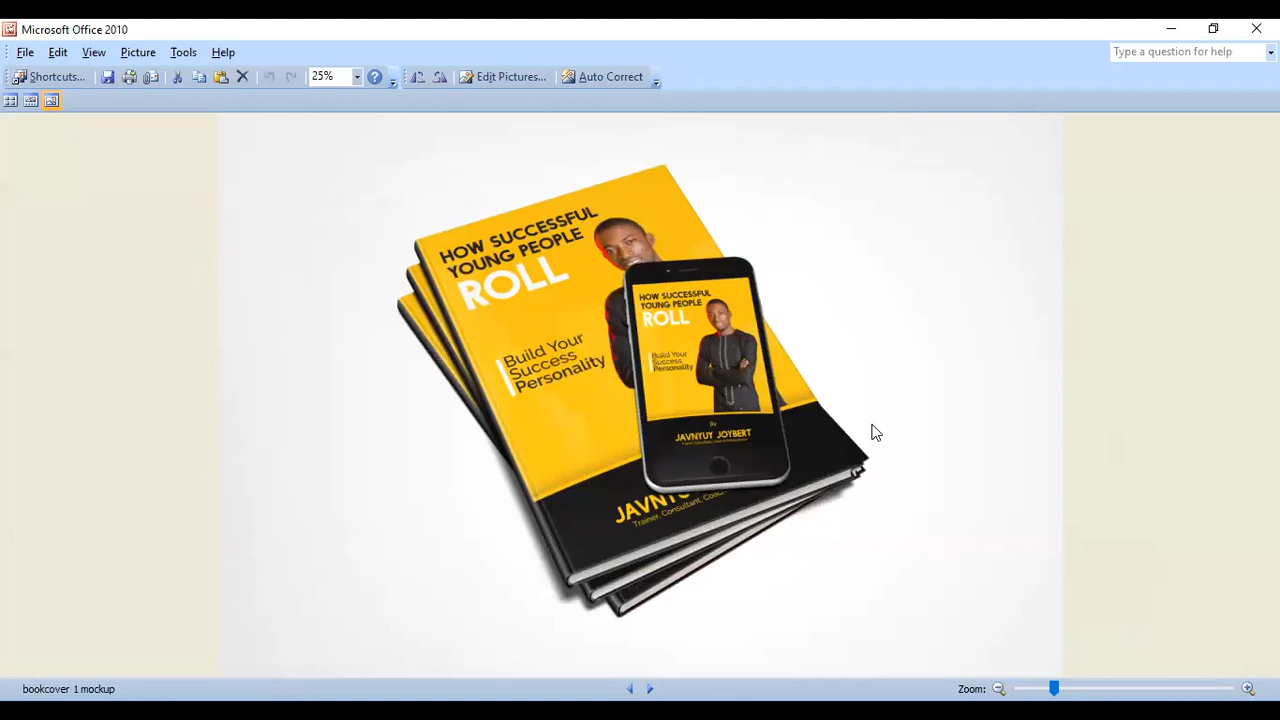 Microsoft Office 2010
File Edit View Picture Tools Help
Type a question for help
Shortcuts... 25% Edit Pictures... Auto Correct
HOW SUCCESSFUL
YOUNG PEOPLE
ROLL
Build Your
Success
Personality
JAVNYU
Trainer, Consultant, Coach
HOW SUCCESSFUL
YOUNG PEOPLE
ROLL
Build Your
Success
Personality
By
JAVNYUY JOYBERT
bookcover 1 mockup
Zoom: